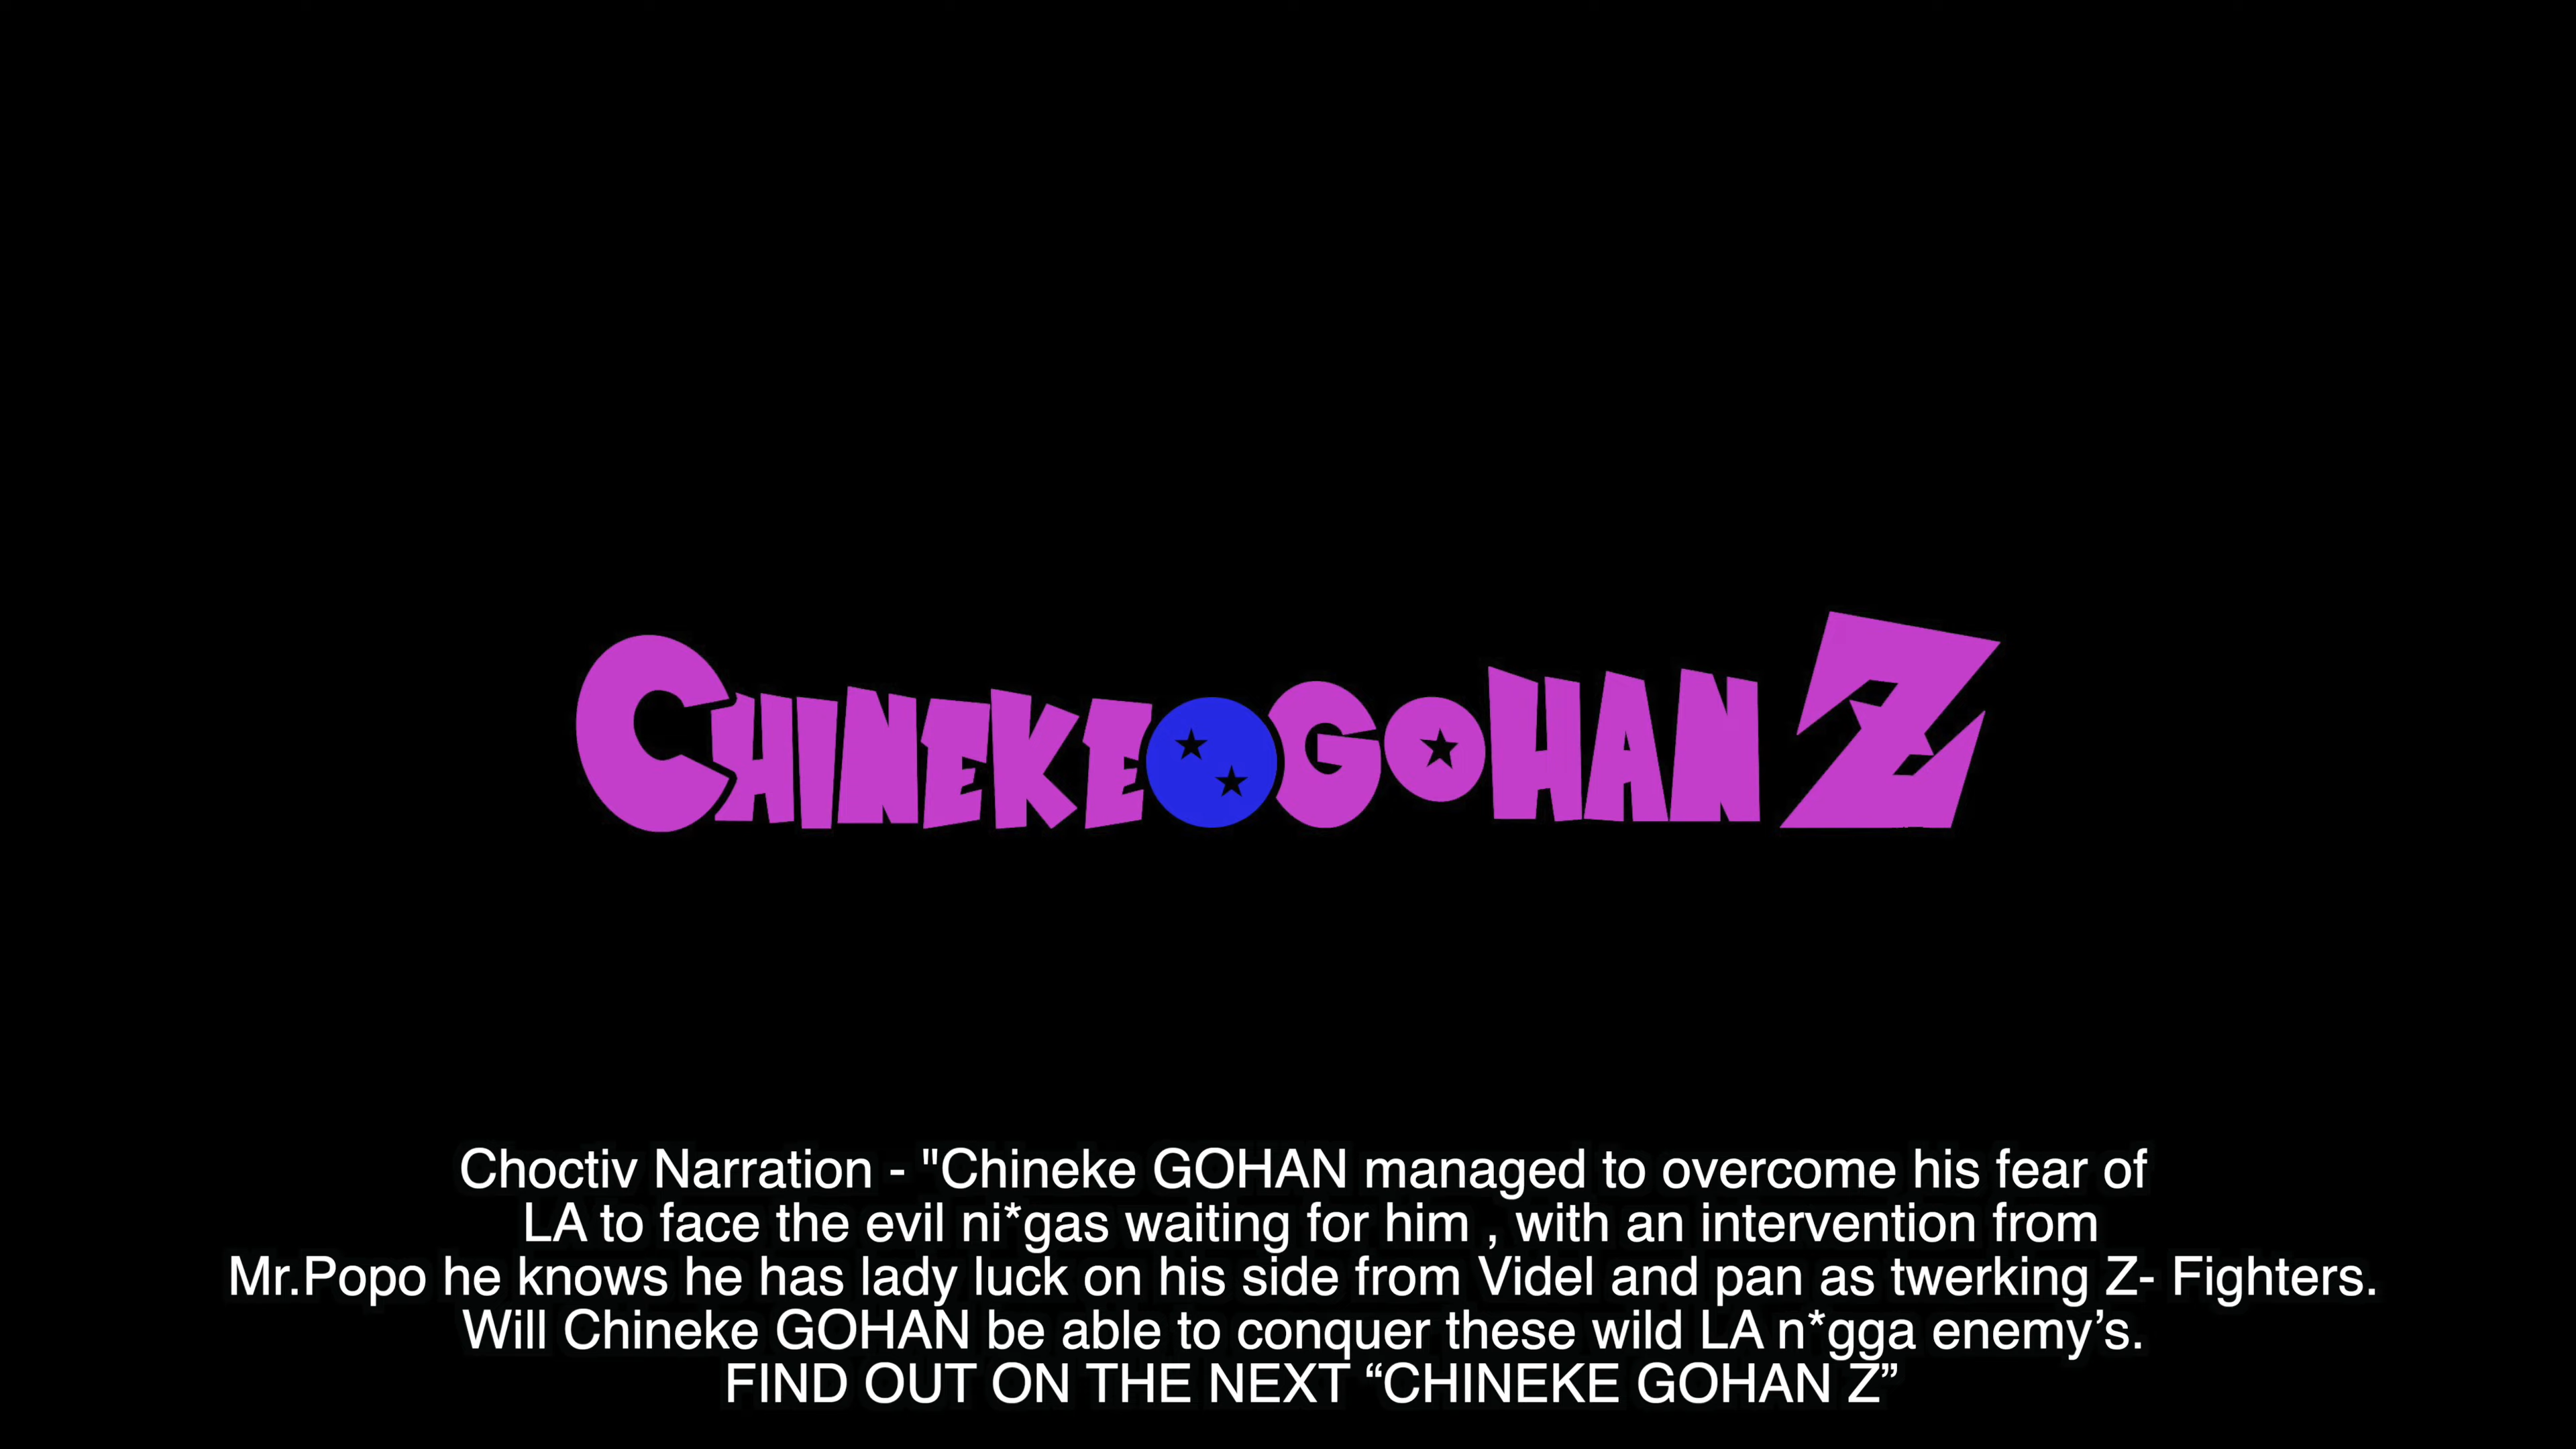 CHINEKE GOHAN Z
Choctiv Narration - "Chineke GOHAN managed to overcome his fear of
LA to face the evil ni*gas waiting for him , with an intervention from
Mr.Popo he knows he has lady luck on his side from Videl and pan as twerking Z- Fighters.
Will Chineke GOHAN be able to conquer these wild LA n*gga enemy’s.
FIND OUT ON THE NEXT “CHINEKE GOHAN Z”